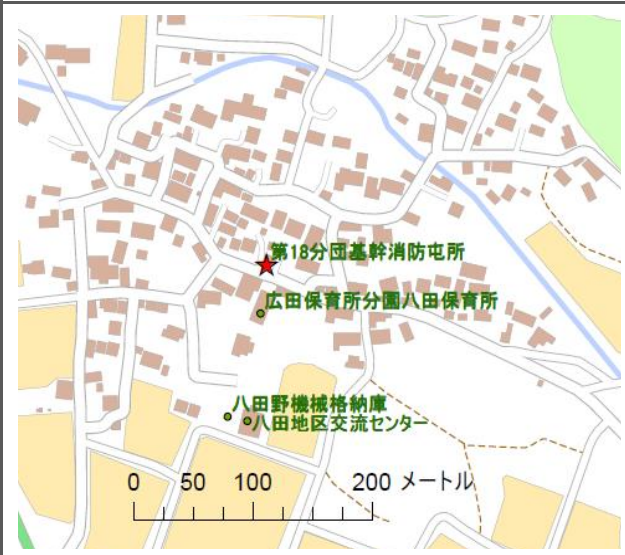 第18分団基幹消防屯所
広田保育所分園八田保育所
八田野機械格納庫
八田地区交流センター
0 50 100 200 メートル